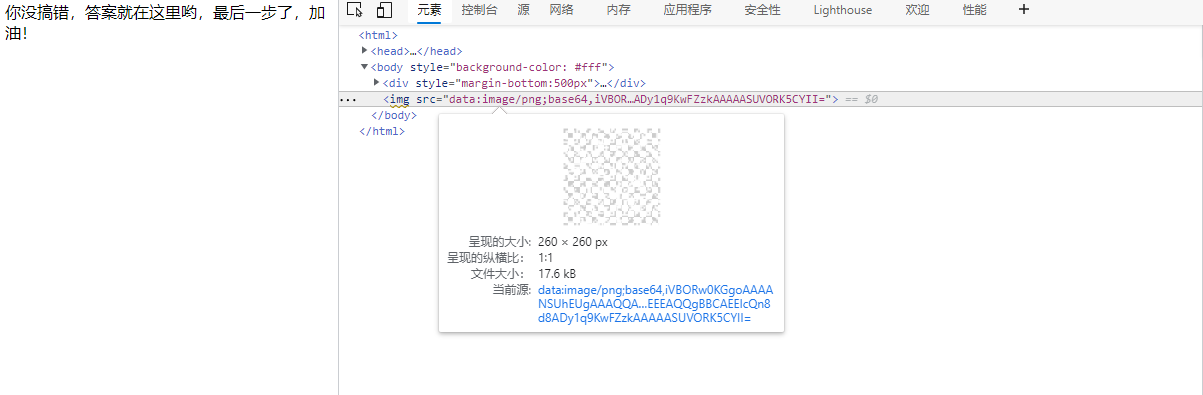 你没搞错，答案就在这里哟，最后一步了，加
油！
元素 控制台 源 网络 内存 应用程序 安全性 Lighthouse 欢迎 性能 +
<html>
<head>…</head>
<body style="background-color: #fff">
<div style="margin-bottom:500px">…</div>
<img src="data:image/png;base64,iVBOR…ADy1q9KwFZzkAAAAASUVORK5CYII="> == $0
</body>
</html>
呈现的大小: 260 × 260 px
呈现的纵横比: 1:1
文件大小: 17.6 kB
当前源: data:image/png;base64,iVBORw0KGgoAAAA
NSUhEUgAAAQQA…EEEAQQgBBCAEEIcQn8
d8ADy1q9KwFZzkAAAAASUVORK5CYII=